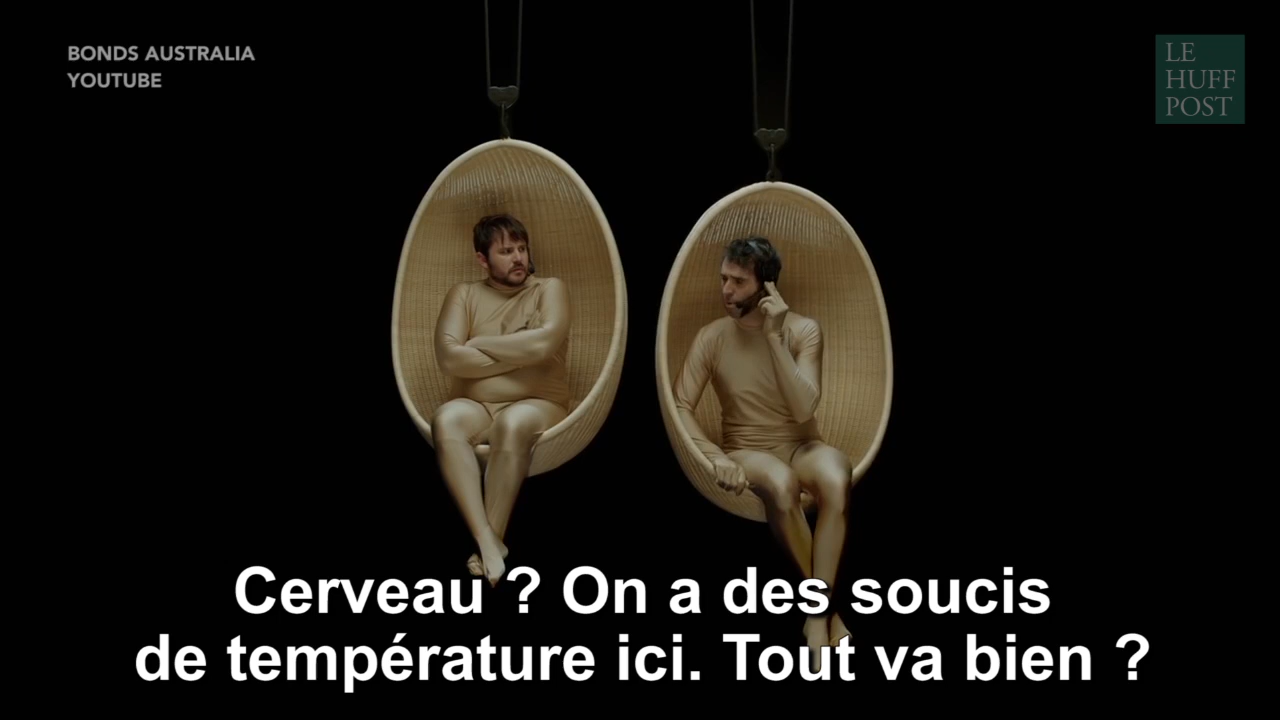 BONDS AUSTRALIA
YOUTUBE
LE
HUFF
POST
Cerveau ? On a des soucis
de température ici. Tout va bien ?